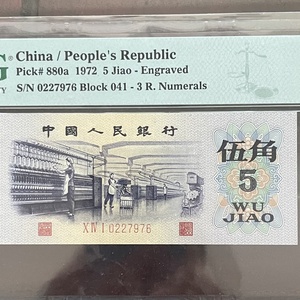 China / People's Republic
Pick# 880a 1972 5 Jiao - Engraved
S/N 0227976 Block 041 - 3 R. Numerals
中國人民銀行
伍角
5
WU
JIAO
XIV I 0227976